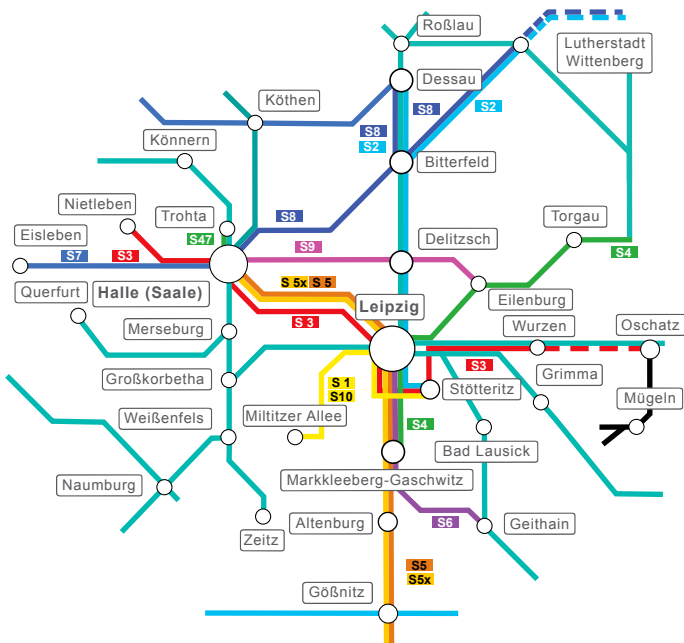 Roßlau
Lutherstadt
Wittenberg
Dessau
Köthen
S8
S2
S8
S2
Könnern
Bitterfeld
Nietleben
Trohta
S8
Torgau
Eisleben
S47
S9
Delitzsch
S4
S7
S3
Querfurt
Halle (Saale)
S 5x
S 5
Eilenburg
Leipzig
Merseburg
S 3
Wurzen
Oschatz
Großkorbetha
S3
Grimma
S 1
S10
Stötteritz
Mügeln
Weißenfels
Miltitzer Allee
S4
Bad Lausick
Naumburg
Markkleeberg-Gaschwitz
Zeitz
Altenburg
S6
Geithain
S5
S5x
Gößnitz